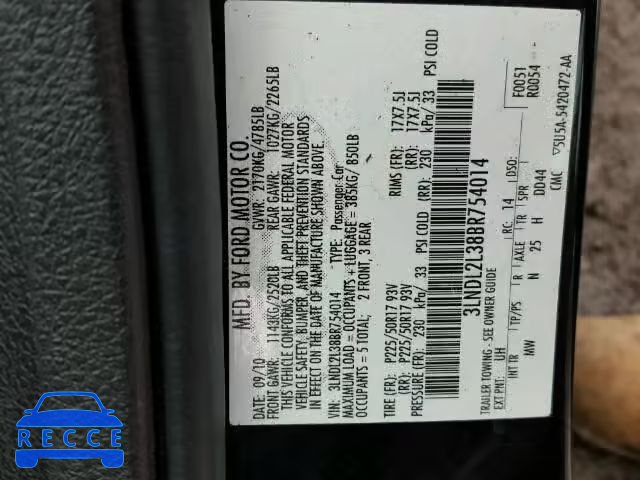 MFD. BY FORD MOTOR CO.
DATE: 09/10 GVWR: 2170KG/4785LB
FRONT GAWR: 1143KG/2520LB REAR GAWR: 1027KG/2265LB
THIS VEHICLE CONFORMS TO ALL APPLICABLE FEDERAL MOTOR
VEHICLE SAFETY, BUMPER, AND THEFT PREVENTION STANDARDS
IN EFFECT ON THE DATE OF MANUFACTURE SHOWN ABOVE.
VIN: 3LNDL2L38BR754014 TYPE: Passenger Car
MAXIMUM LOAD = OCCUPANTS + LUGGAGE = 385KG/ 850LB
OCCUPANTS = 5 TOTAL; 2 FRONT, 3 REAR
TIRE (FR): P225/50R17 93V RIMS (FR): 17X7.5J
(RR): P225/50R17 93V (RR): 17X7.5J
PRESSURE (FR): 230 kPa/ 33 PSI COLD (RR): 230 kPa/ 33 PSI COLD
3LNDL2L38BR754014
TRAILER TOWING - SEE OWNER GUIDE F0051
EXT PNT: UH RC: 14 DSO: R0054
INT TR TP/PS R AXLE TR SPR
MW N 25 H DD44
CMC V5U5A-5420472-AA
RECCE